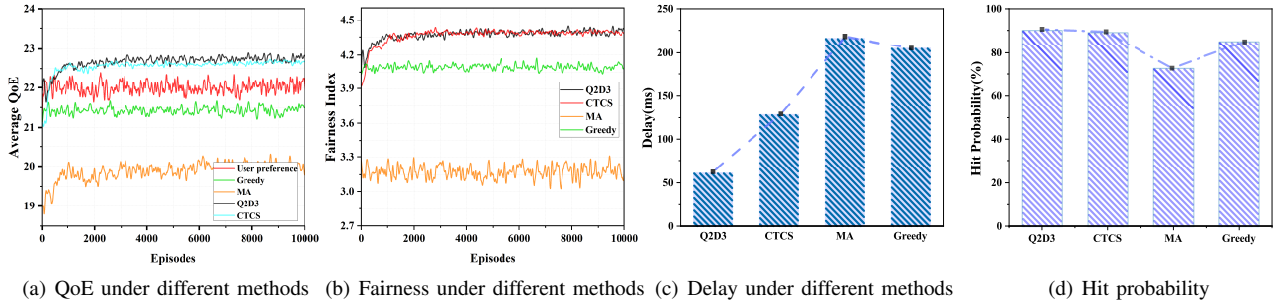 Average QoE
23
22
21
20
19
0
2000
4000
6000
8000
10000
Episodes
User preference
Greedy
MA
Q2D3
CTCS
(a) QoE under different methods
Fairness Index
4.5
4.2
3.9
3.6
3.3
3.0
2.7
0
2000
4000
6000
8000
10000
Episodes
Q2D3
CTCS
MA
Greedy
(b) Fairness under different methods
Delay(ms)
250
200
150
100
50
0
Q2D3
CTCS
MA
Greedy
(c) Delay under different methods
Hit Probability(%)
100
80
60
40
20
0
Q2D3
CTCS
MA
Greedy
(d) Hit probability